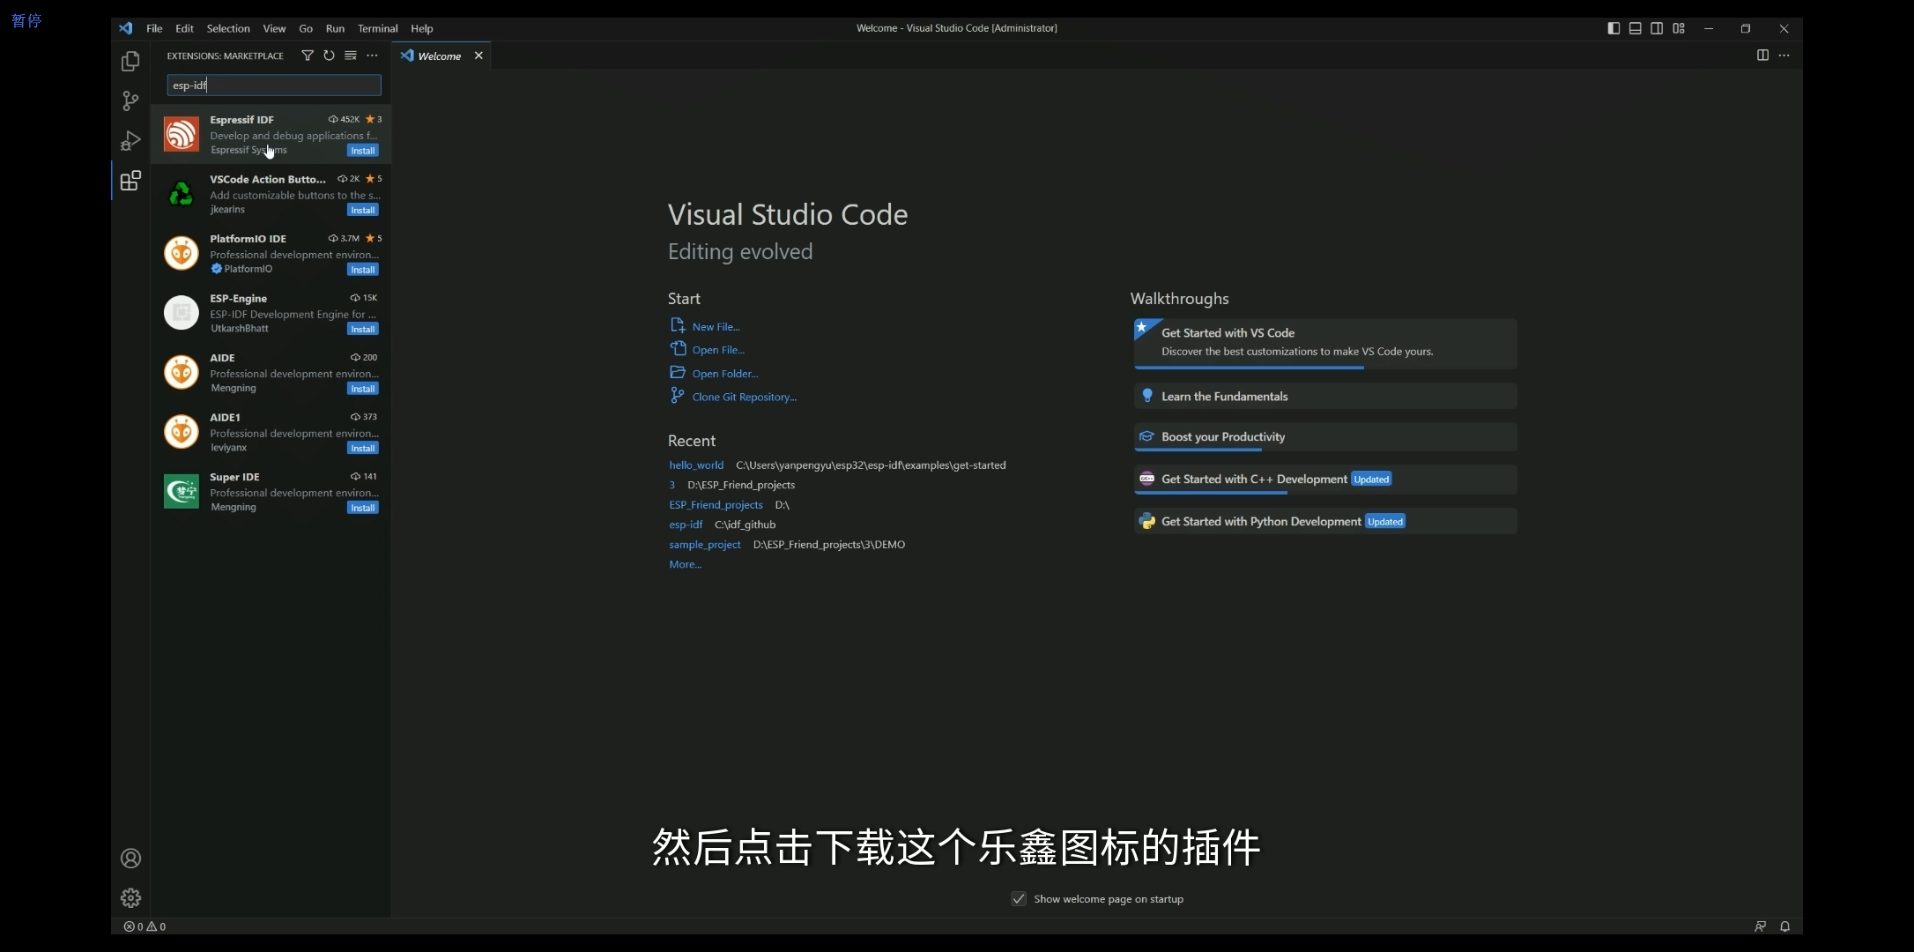 暂停
File Edit Selection View Go Run Terminal Help
Welcome - Visual Studio Code [Administrator]
EXTENSIONS: MARKETPLACE
Welcome
esp-idf
Espressif IDF 452K 3
Develop and debug applications f...
Espressif Systems Install
VSCode Action Butto... 2K 5
Add customizable buttons to the s...
jkearins Install
PlatformIO IDE 3.7M 5
Professional development environ...
PlatformIO Install
ESP-Engine 15K
ESP-IDF Development Engine for ...
UtkarshBhatt Install
AIDE 200
Professional development environ...
Mengning Install
AIDE1 373
Professional development environ...
leviyanx Install
Super IDE 141
Professional development environ...
Mengning Install
Visual Studio Code
Editing evolved
Start
New File...
Open File...
Open Folder...
Clone Git Repository...
Recent
hello_world C:\Users\yanpengyu\esp32\esp-idf\examples\get-started
3 D:\ESP_Friend_projects
ESP_Friend_projects D:\
esp-idf C:\idf_github
sample_project D:\ESP_Friend_projects\3\DEMO
More...
Walkthroughs
Get Started with VS Code
Discover the best customizations to make VS Code yours.
Learn the Fundamentals
Boost your Productivity
Get Started with C++ Development Updated
Get Started with Python Development Updated
然后点击下载这个乐鑫图标的插件
Show welcome page on startup
0 0